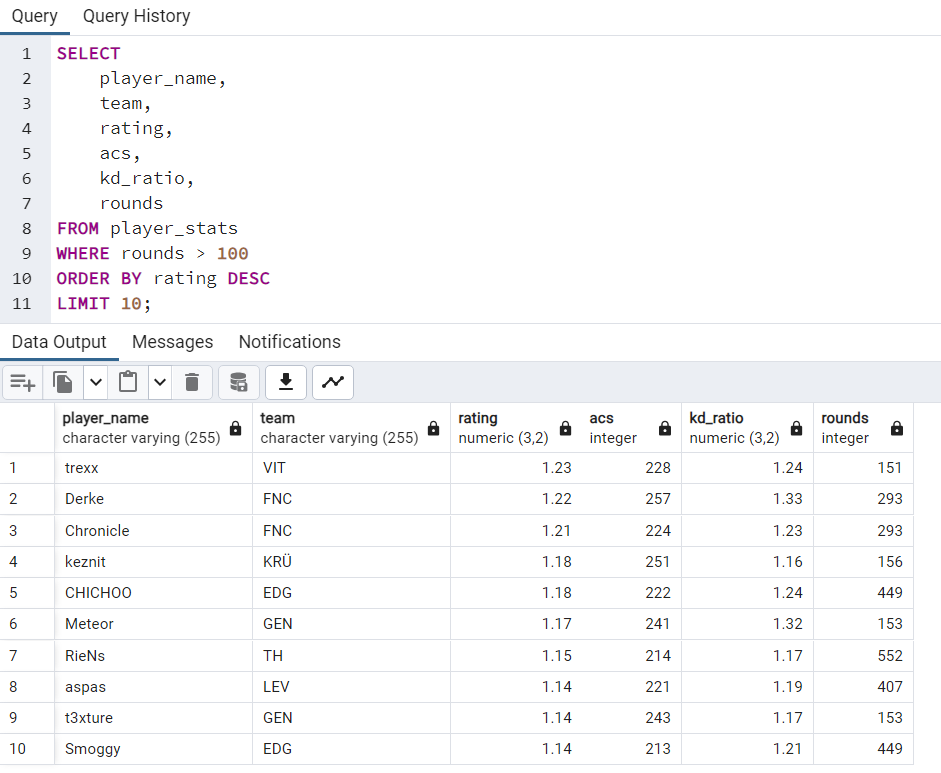 Query Query History
1 SELECT
2 player_name,
3 team,
4 rating,
5 acs,
6 kd_ratio,
7 rounds
8 FROM player_stats
9 WHERE rounds > 100
10 ORDER BY rating DESC
11 LIMIT 10;
Data Output Messages Notifications
player_name team rating acs kd_ratio rounds
character varying (255) character varying (255) numeric (3,2) integer numeric (3,2) integer
1 trexx VIT 1.23 228 1.24 151
2 Derke FNC 1.22 257 1.33 293
3 Chronicle FNC 1.21 224 1.23 293
4 keznit KRÜ 1.18 251 1.16 156
5 CHICHOO EDG 1.18 222 1.24 449
6 Meteor GEN 1.17 241 1.32 153
7 RieNs TH 1.15 214 1.17 552
8 aspas LEV 1.14 221 1.19 407
9 t3xture GEN 1.14 243 1.17 153
10 Smoggy EDG 1.14 213 1.21 449